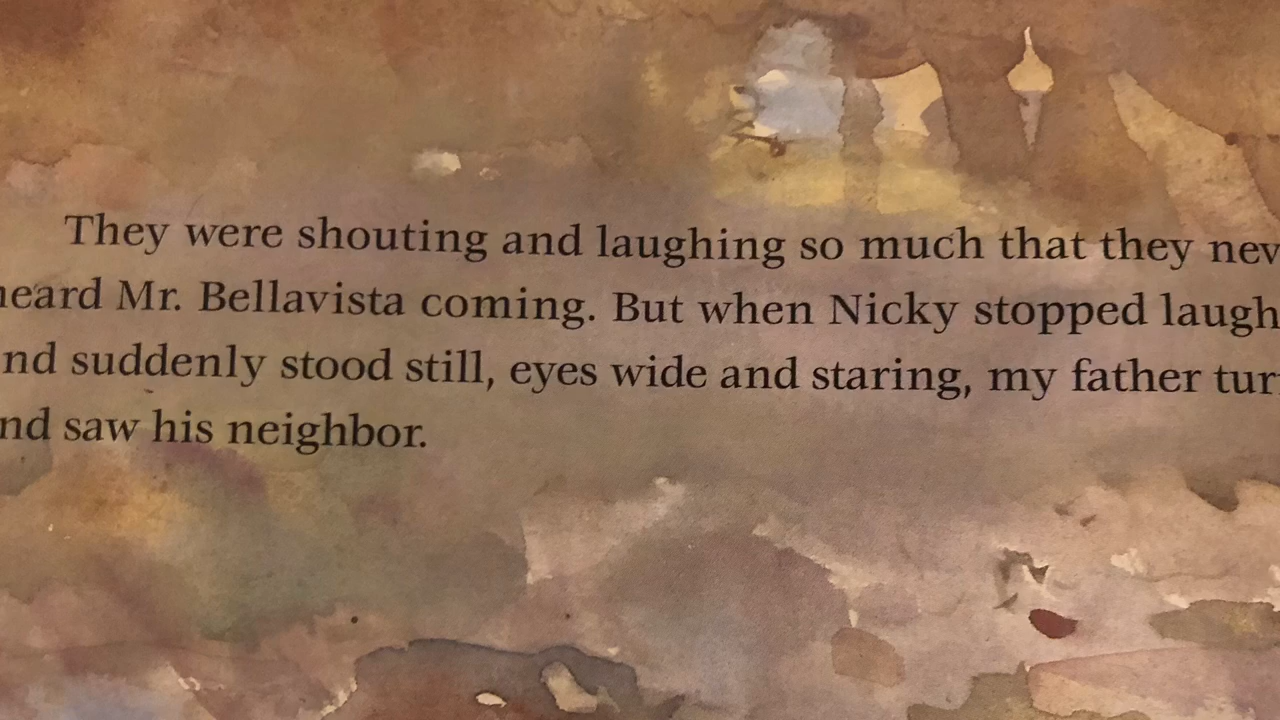 They were shouting and laughing so much that they nev
heard Mr. Bellavista coming. But when Nicky stopped laugh
nd suddenly stood still, eyes wide and staring, my father tur
nd saw his neighbor.